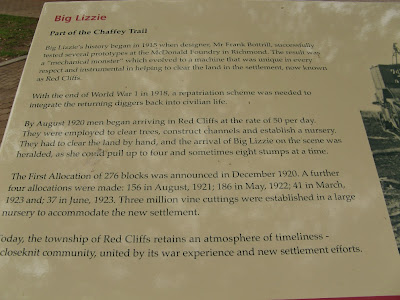 Big Lizzie
Part of the Chaffey Trail
Big Lizzie's history began in 1915 when designer, Mr Frank Bottrill, successfully
tested several prototypes at the McDonald Foundry in Richmond. The result was
a "mechanical monster" which evolved to a machine that was unique in every
respect and instrumental in helping to clear the land in the settlement, now known
as Red Cliffs.
With the end of World War 1 in 1918, a repatriation scheme was needed to
integrate the returning diggers back into civilian life.
By August 1920 men began arriving in Red Cliffs at the rate of 50 per day.
They were employed to clear trees, construct channels and establish a nursery.
They had to clear the land by hand, and the arrival of Big Lizzie on the scene was
heralded, as she could pull up to four and sometimes eight stumps at a time.
The First Allocation of 276 blocks was announced in December 1920. A further
four allocations were made: 156 in August, 1921; 186 in May, 1922; 41 in March,
1923 and; 37 in June, 1923. Three million vine cuttings were established in a large
nursery to accommodate the new settlement.
Today, the township of Red Cliffs retains an atmosphere of timeliness -
closeknit community, united by its war experience and new settlement efforts.